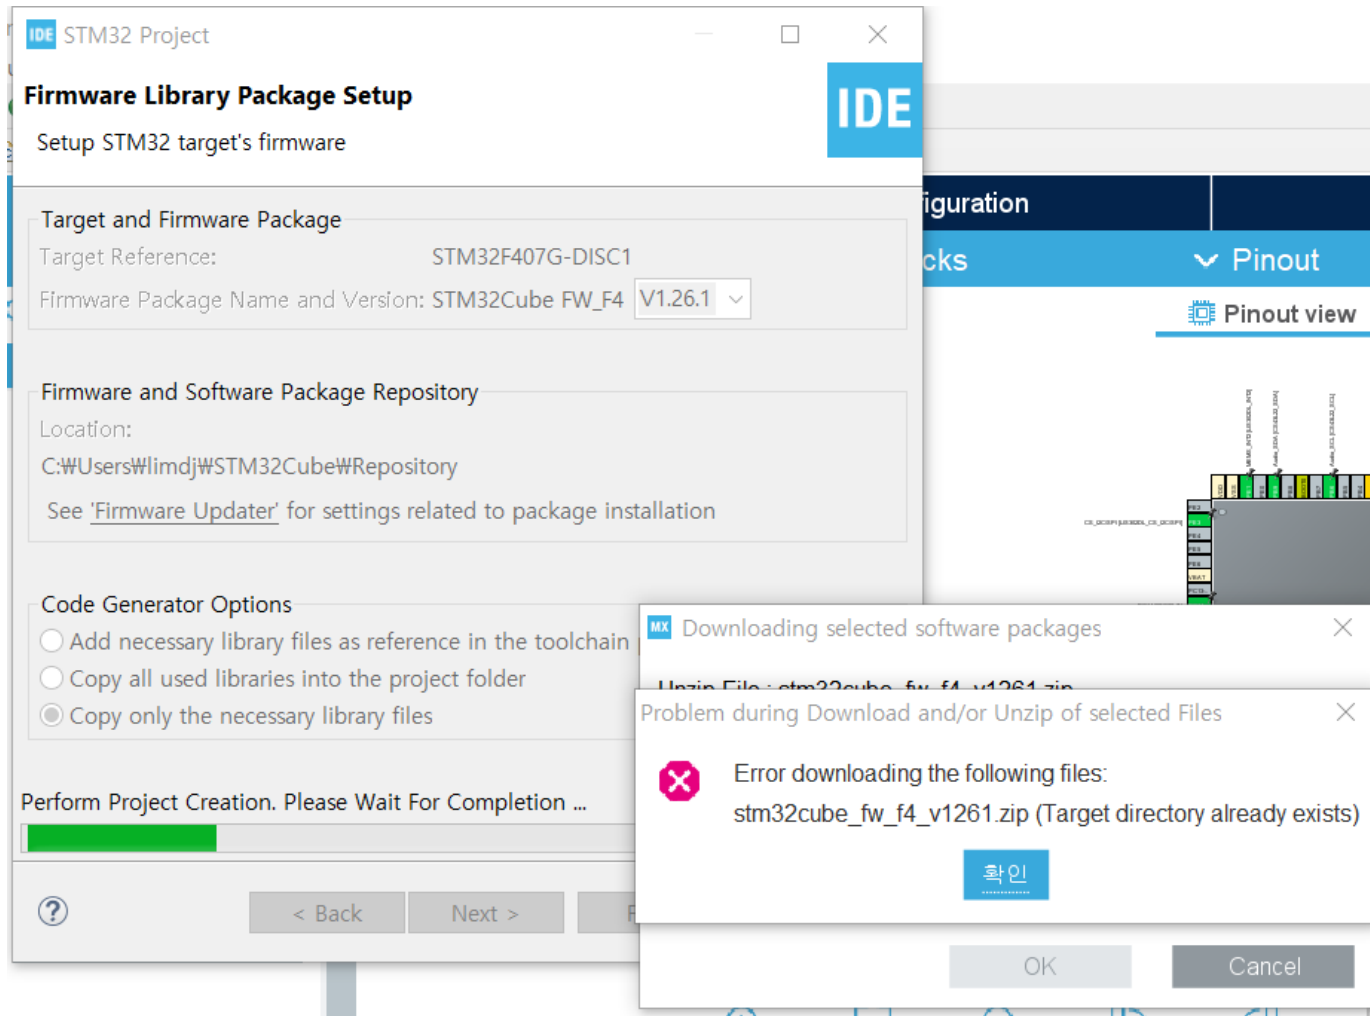 IDE STM32 Project
Firmware Library Package Setup
Setup STM32 target's firmware
IDE
Target and Firmware Package
Target Reference: STM32F407G-DISC1
Firmware Package Name and Version: STM32Cube FW_F4 V1.26.1
Firmware and Software Package Repository
Location:
C:₩Users₩limdj₩STM32Cube₩Repository
See 'Firmware Updater' for settings related to package installation
Code Generator Options
Add necessary library files as reference in the toolchain
Copy all used libraries into the project folder
Copy only the necessary library files
Perform Project Creation. Please Wait For Completion ...
< Back Next >
iguration
cks Pinout
Pinout view
MX Downloading selected software packages
Unzip File : stm32cube_fw_f4_v1261.zip
Problem during Download and/or Unzip of selected Files
Error downloading the following files:
stm32cube_fw_f4_v1261.zip (Target directory already exists)
확인
OK Cancel